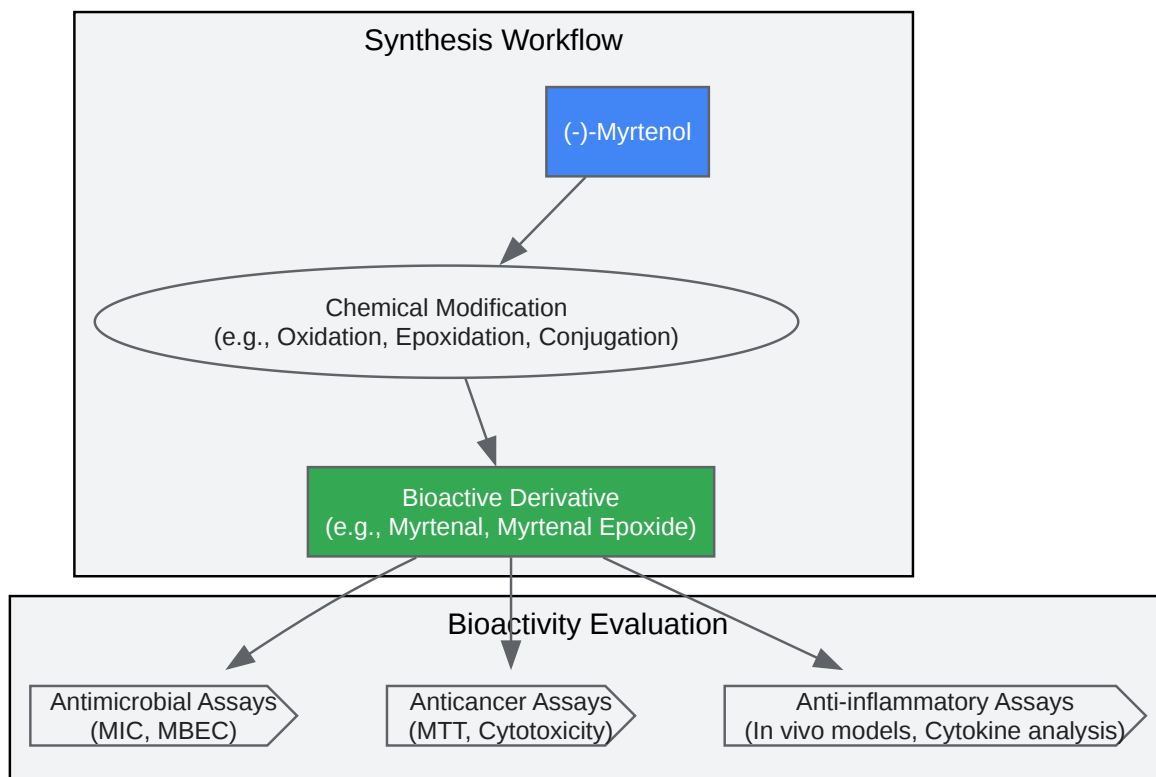 Synthesis Workflow
(-)-Myrtenol
Chemical Modification
(e.g., Oxidation, Epoxidation, Conjugation)
Bioactive Derivative
(e.g., Myrtenal, Myrtenal Epoxide)
Bioactivity Evaluation
Antimicrobial Assays
(MIC, MBEC)
Anticancer Assays
(MTT, Cytotoxicity)
Anti-inflammatory Assays
(In vivo models, Cytokine analysis)